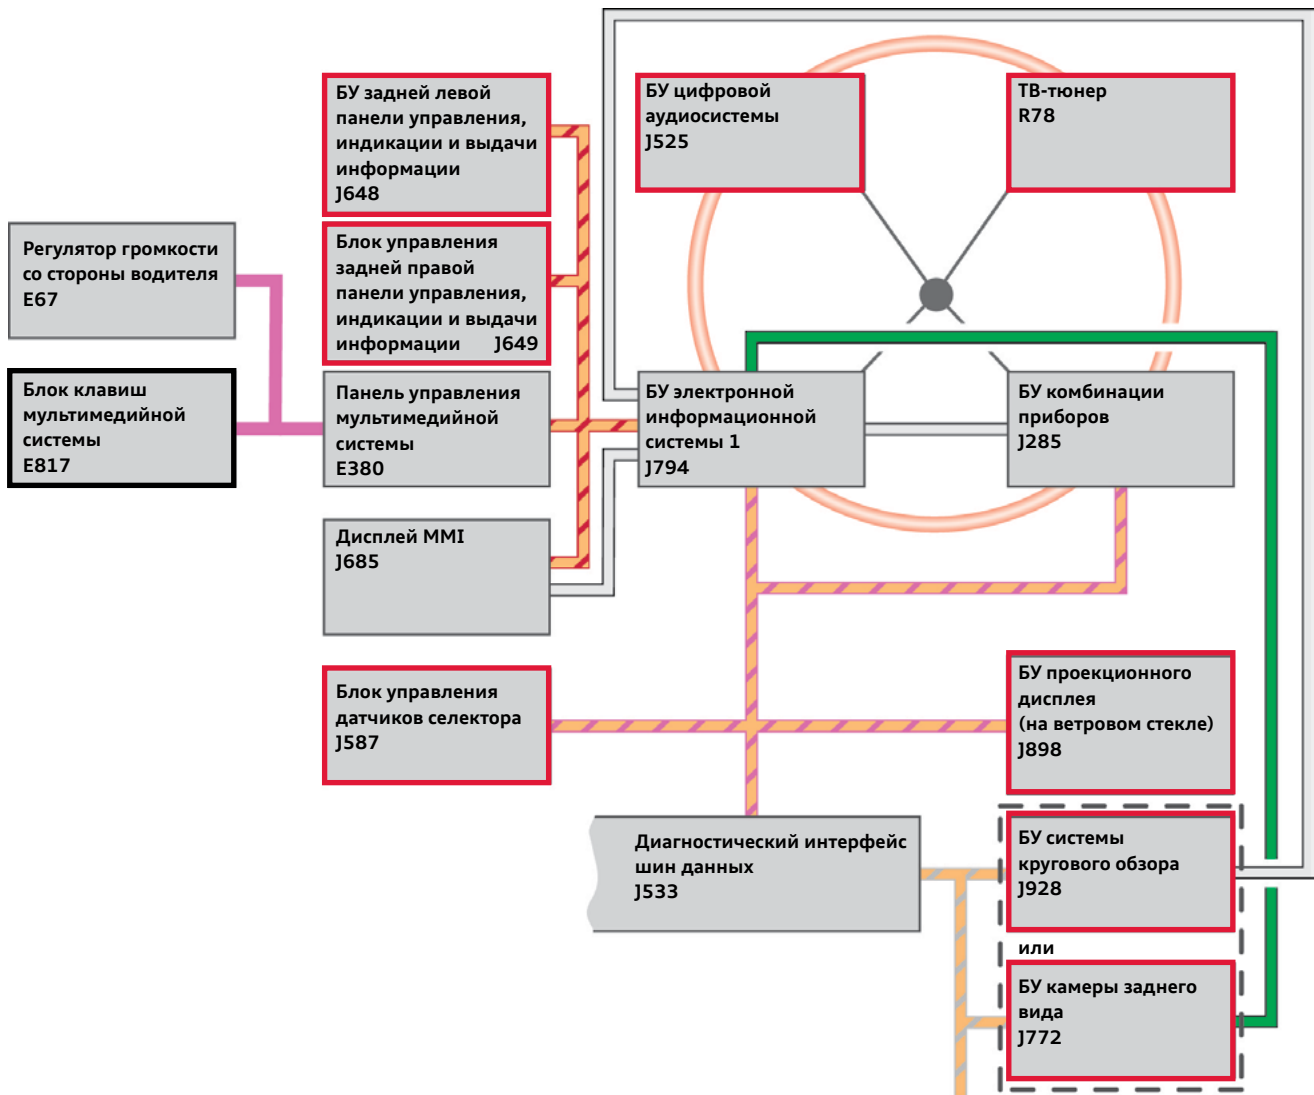 БУ задней левой
панели управления,
индикации и выдачи
информации
J648
БУ цифровой
аудиосистемы
J525
ТВ-тюнер
R78
Регулятор громкости
со стороны водителя
E67
Блок управления
задней правой
панели управления,
индикации и выдачи
информации J649
Блок клавиш
мультимедийной
системы
E817
Панель управления
мультимедийной
системы
E380
БУ электронной
информационной
системы 1
J794
БУ комбинации
приборов
J285
Дисплей MMI
J685
Блок управления
датчиков селектора
J587
БУ проекционного
дисплея
(на ветровом стекле)
J898
Диагностический интерфейс
шин данных
J533
БУ системы
кругового обзора
J928
или
БУ камеры заднего
вида
J772